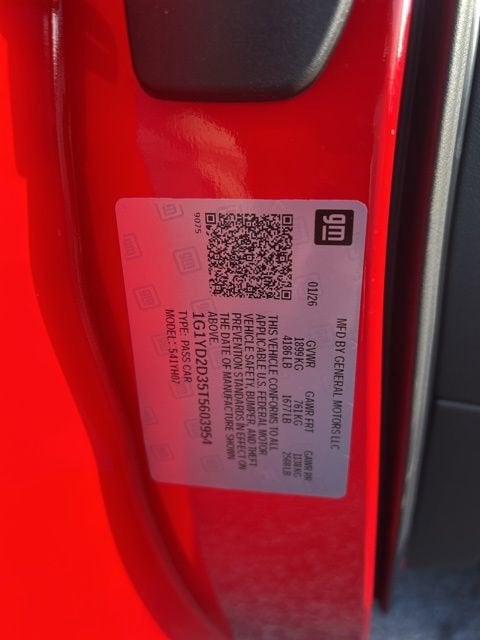 gm
MFD BY GENERAL MOTORS LLC
01/26 GVWR GAWR FRT GAWR RR
1899KG 761KG
4186LB 1677LB 2508LB
THIS VEHICLE CONFORMS TO ALL
APPLICABLE U.S. FEDERAL MOTOR
VEHICLE SAFETY, BUMPER, AND THEFT
PREVENTION STANDARDS IN EFFECT ON
THE DATE OF MANUFACTURE SHOWN
ABOVE.
1G1YD2D35T5603954
TYPE: PASS CAR
MODEL: 541YH07
9075